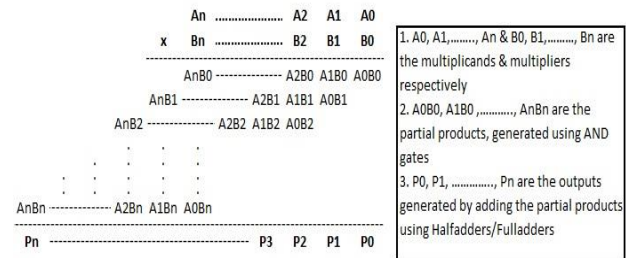 An ..................... A2 A1 A0
x Bn ..................... B2 B1 B0
AnB0 --------------- A2B0 A1B0 A0B0
AnB1 --------------- A2B1 A1B1 A0B1
AnB2 --------------- A2B2 A1B2 A0B2
AnBn -------------- A2Bn A1Bn A0Bn
Pn ------------------------------------------------ P3 P2 P1 P0
1. A0, A1,........, An & B0, B1,........., Bn are
the multiplicands & multipliers
respectively
2. A0B0, A1B0 ,............, AnBn are the
partial products, generated using AND
gates
3. P0, P1, ..............., Pn are the outputs
generated by adding the partial products
using Halfadders/Fulladders